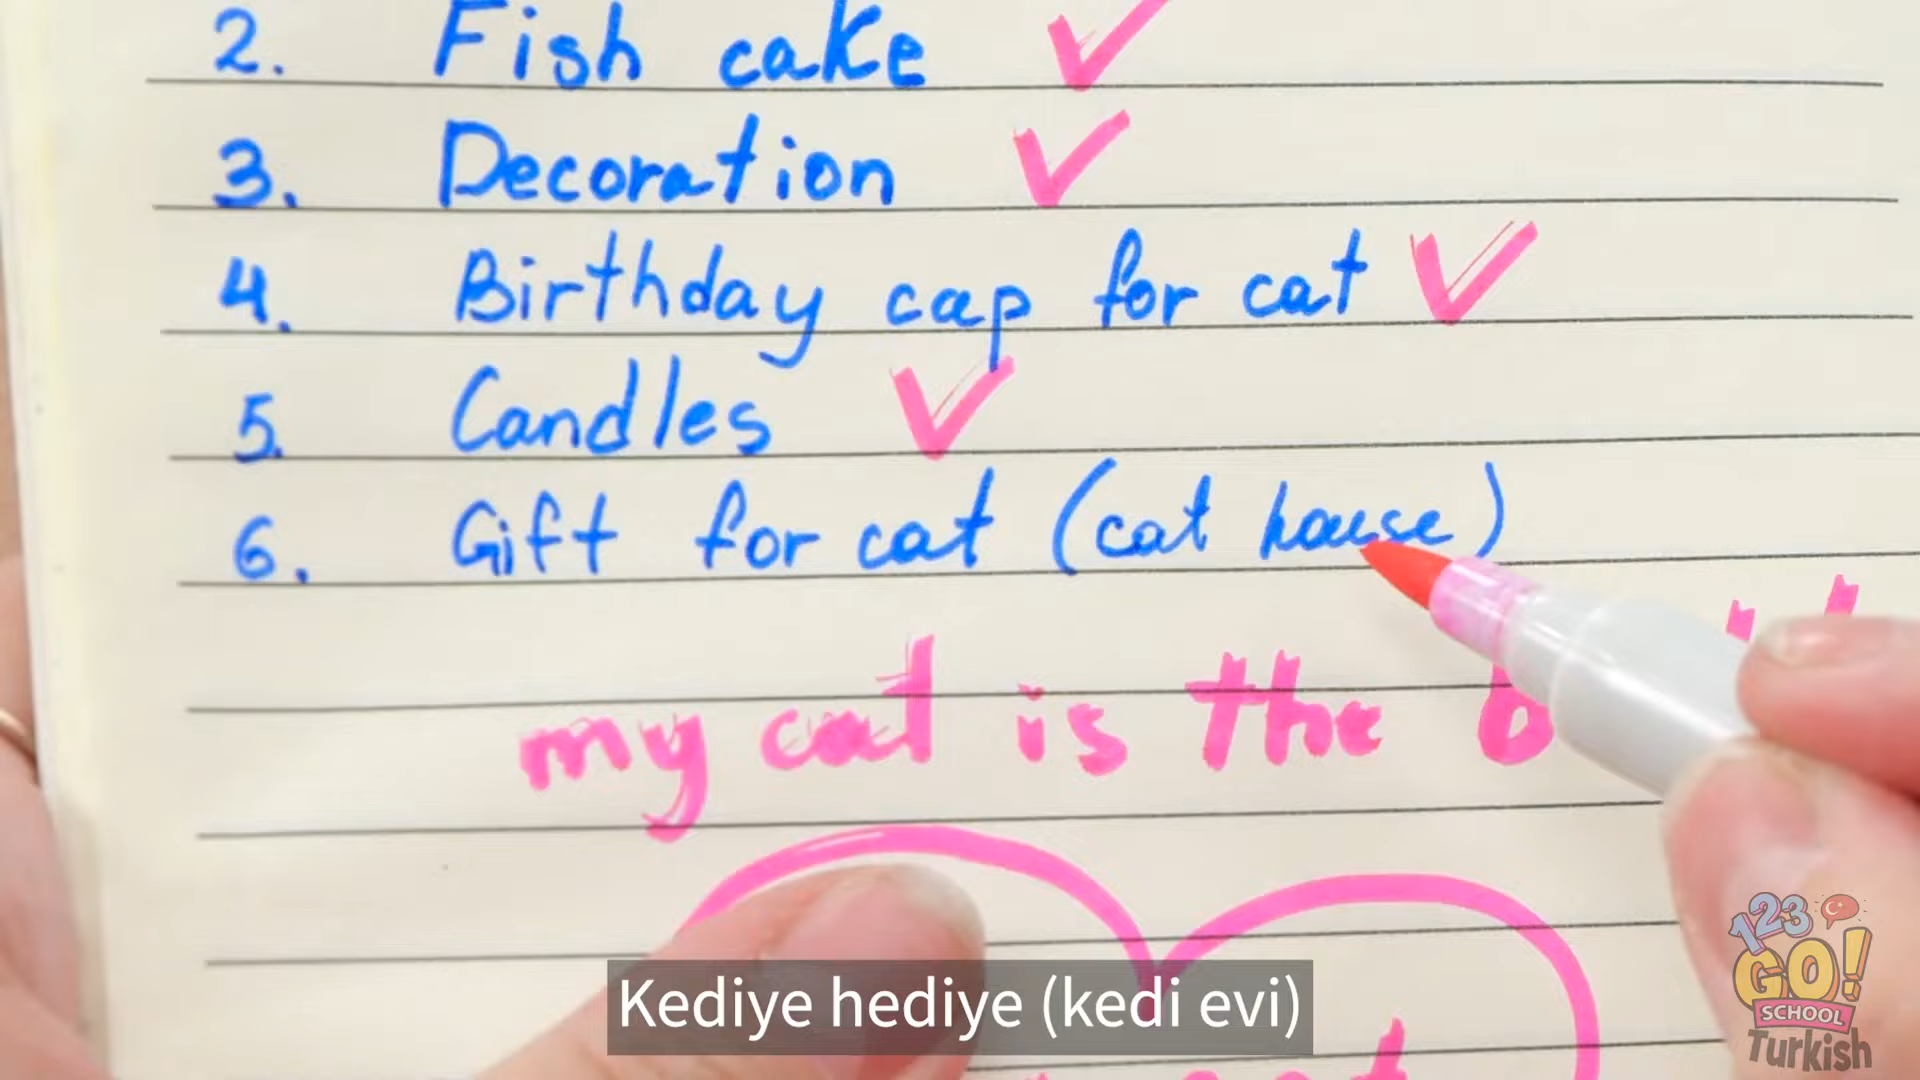 2. Fish cake
3. Decoration
4. Birthday cap for cat
5. Candles
6. Gift for cat (cat house)
my cat is the
Kediye hediye (kedi evi)
123
GO!
SCHOOL
Turkish